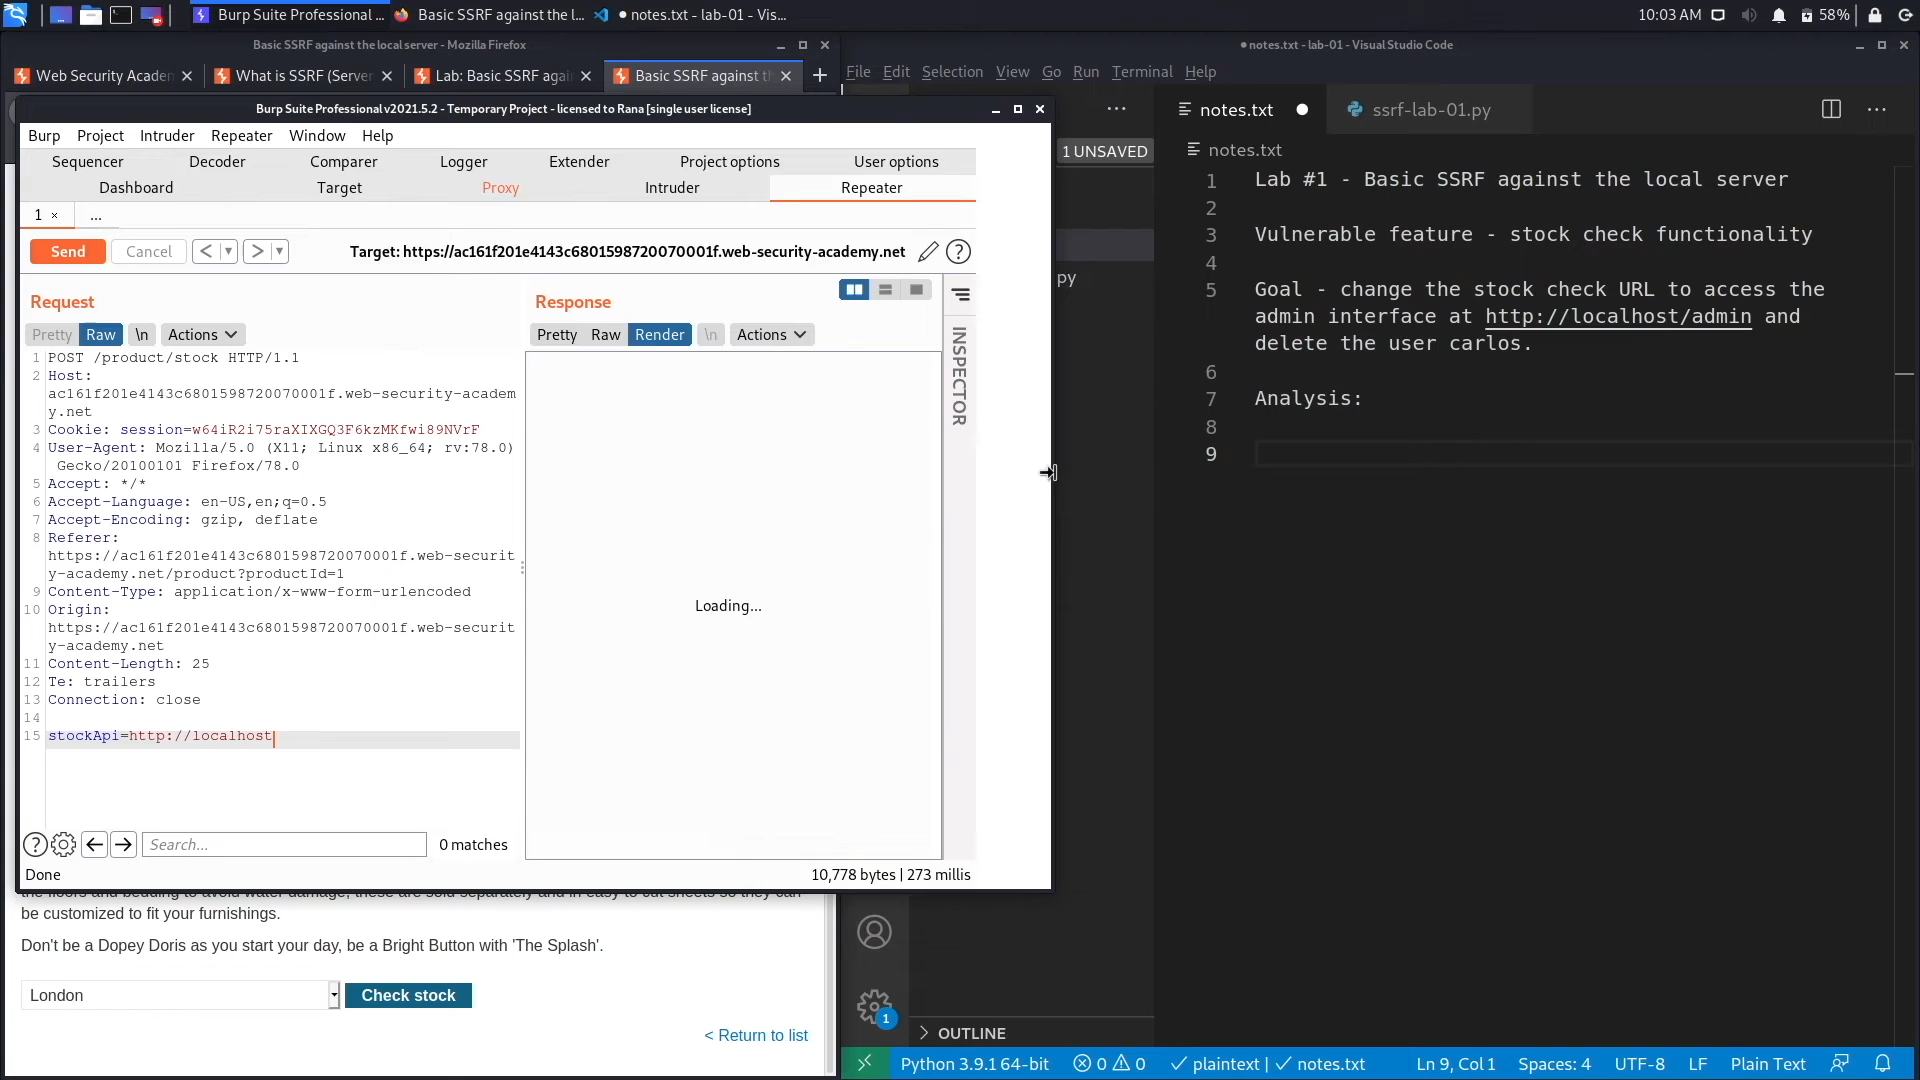 Burp Suite Professional ...
Basic SSRF against the l...
● notes.txt - lab-01 - Vis...
10:03 AM
58%
Basic SSRF against the local server - Mozilla Firefox
Web Security Academ
What is SSRF (Server
Lab: Basic SSRF agai
Basic SSRF against th
Burp Suite Professional v2021.5.2 - Temporary Project - licensed to Rana [single user license]
Burp Project Intruder Repeater Window Help
Sequencer Decoder Comparer Logger Extender Project options User options
Dashboard Target Proxy Intruder Repeater
1 × ...
Send Cancel < > Target: https://ac161f201e4143c6801598720070001f.web-security-academy.net ?
Request
Pretty Raw \n Actions
1 POST /product/stock HTTP/1.1
2 Host:
ac161f201e4143c6801598720070001f.web-security-academ
y.net
3 Cookie: session=w64iR2i75raXIXGQ3F6kzMKfwi89NVrF
4 User-Agent: Mozilla/5.0 (X11; Linux x86_64; rv:78.0)
Gecko/20100101 Firefox/78.0
5 Accept: */*
6 Accept-Language: en-US,en;q=0.5
7 Accept-Encoding: gzip, deflate
8 Referer:
https://ac161f201e4143c6801598720070001f.web-securit
y-academy.net/product?productId=1
9 Content-Type: application/x-www-form-urlencoded
10 Origin:
https://ac161f201e4143c6801598720070001f.web-securit
y-academy.net
11 Content-Length: 25
12 Te: trailers
13 Connection: close
14
15 stockApi=http://localhost
Search...
0 matches
Response
Pretty Raw Render \n Actions
Loading...
INSPECTOR
Done
10,778 bytes | 273 millis
be customized to fit your furnishings.
Don't be a Dopey Doris as you start your day, be a Bright Button with 'The Splash'.
London
Check stock
< Return to list
● notes.txt - lab-01 - Visual Studio Code
File Edit Selection View Go Run Terminal Help
...
1 UNSAVED
py
notes.txt ●
ssrf-lab-01.py
...
notes.txt
1 Lab #1 - Basic SSRF against the local server
2
3 Vulnerable feature - stock check functionality
4
5 Goal - change the stock check URL to access the
admin interface at http://localhost/admin and
delete the user carlos.
6
7 Analysis:
8
9
1
OUTLINE
Python 3.9.1 64-bit
0 0
plaintext | notes.txt
Ln 9, Col 1
Spaces: 4
UTF-8
LF
Plain Text